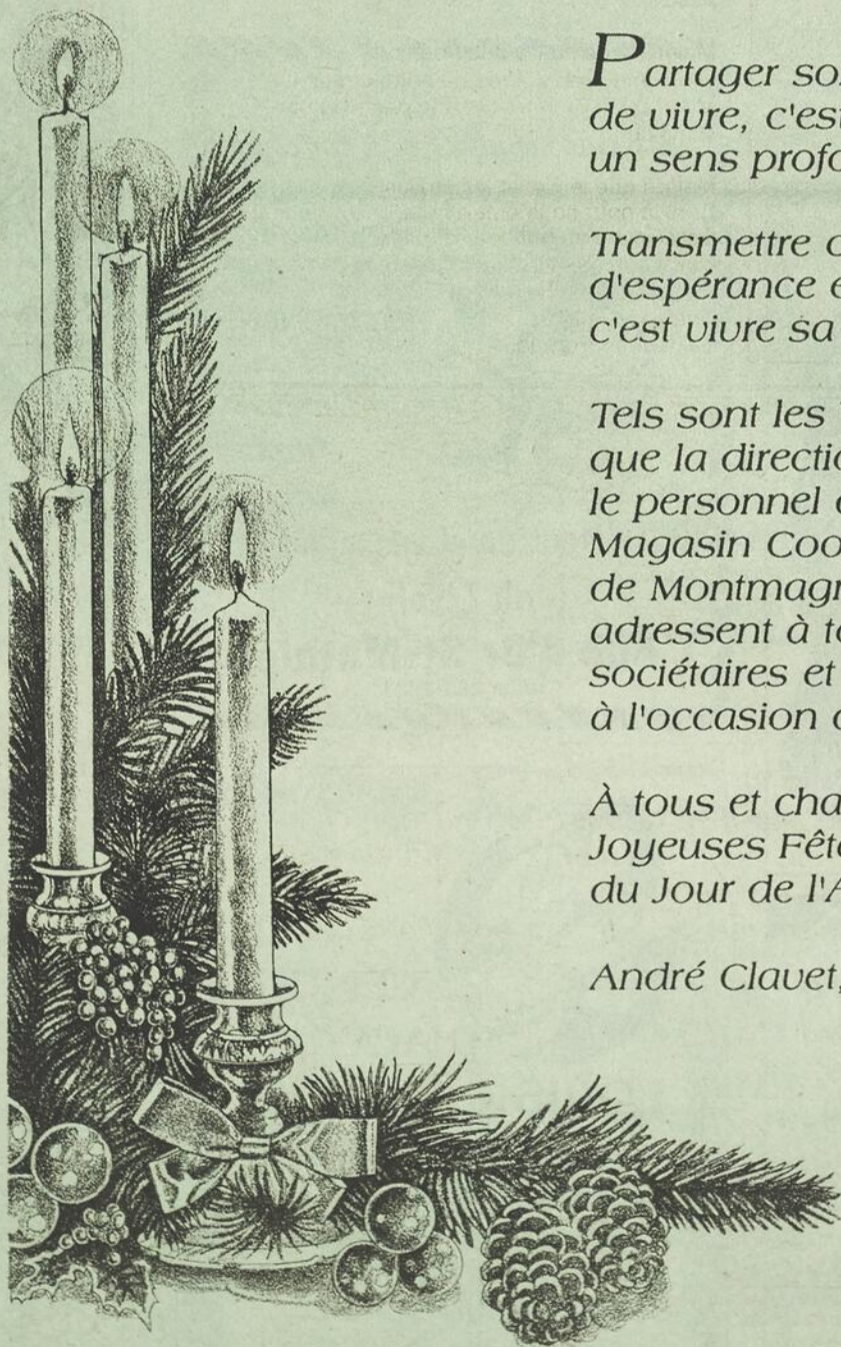 Partager so
de vivre, c'est
un sens profo
Transmettre c
d'espérance e
c'est vivre sa
Tels sont les
que la directio
le personnel
Magasin Coo
de Montmagn
adressent à to
sociétaires et
à l'occasion
À tous et cha
Joyeuses Fête
du Jour de l'A
André Clavet,